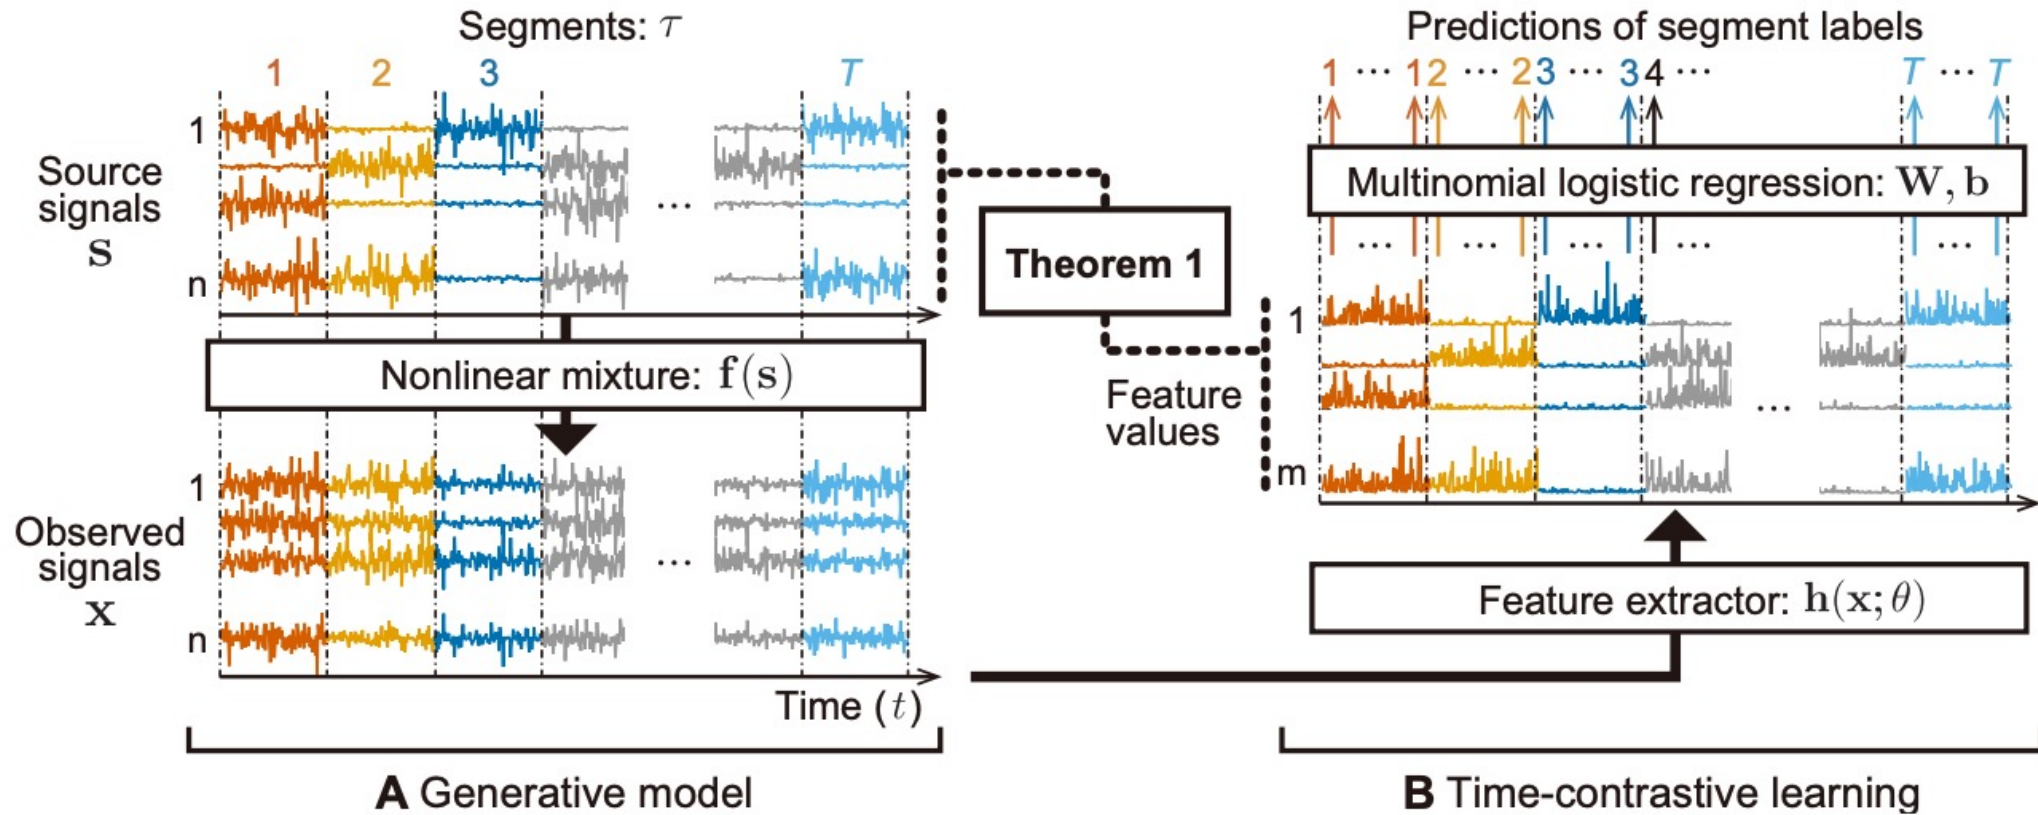 Segments: τ
1 2 3 T
1
Source
signals
s
n
...
Nonlinear mixture: f(s)
1
Observed
signals
x
n
...
Time (t)
A Generative model
Theorem 1
Feature
values
Predictions of segment labels
1 ... 1 2 ... 2 3 ... 3 4 ... T ... T
Multinomial logistic regression: W, b
... ... ... ... ...
1
...
m
Feature extractor: h(x; θ)
B Time-contrastive learning